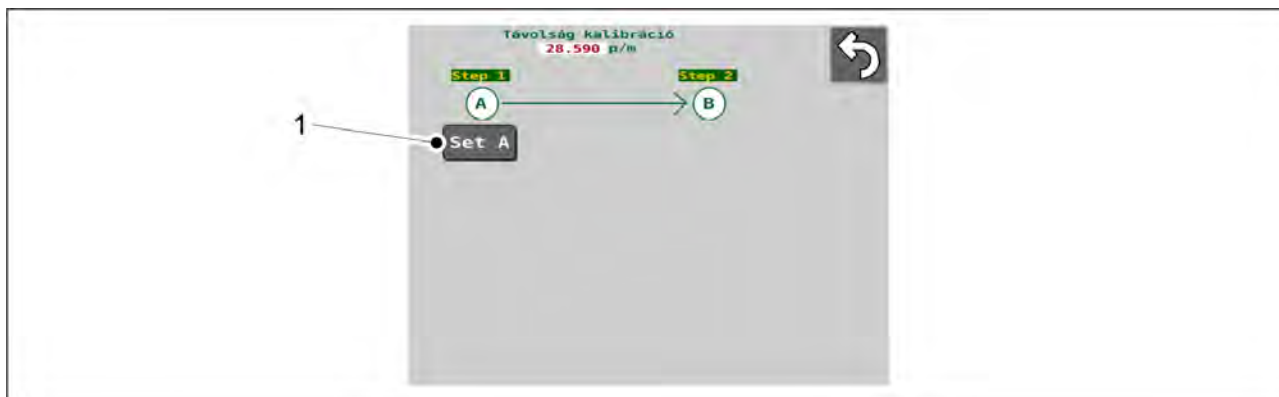 Távolság kalibráció
28.590 p/m
Step 1 Step 2
A B
1
Set A